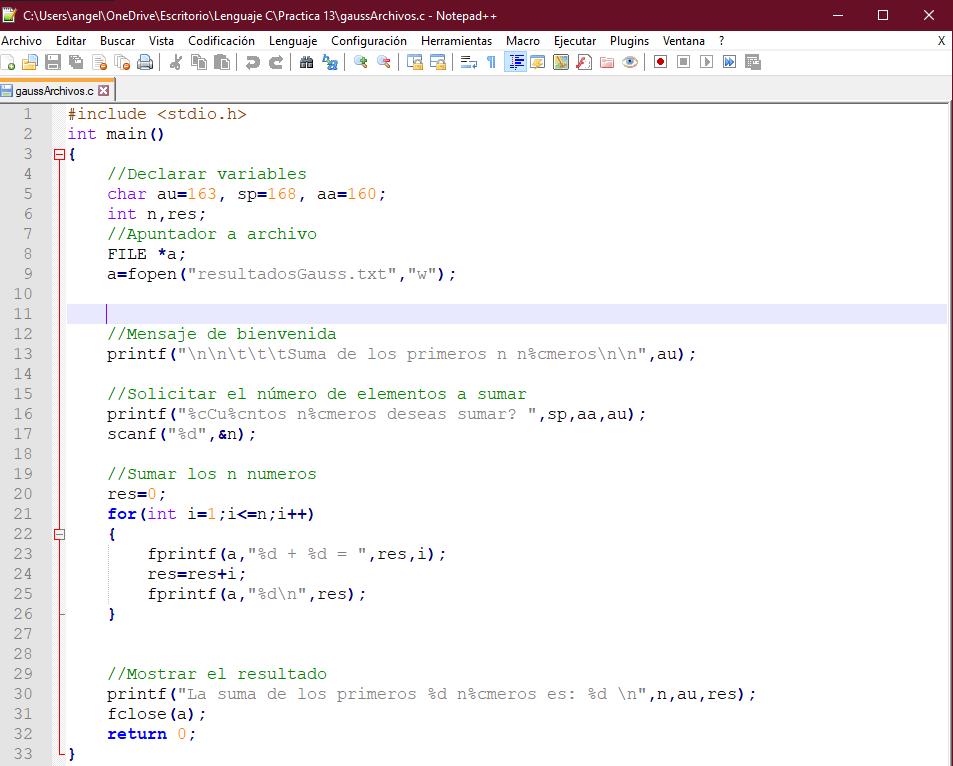 C:\Users\angel\OneDrive\Escritorio\Lenguaje C\Practica 13\gaussArchivos.c - Notepad++
Archivo Editar Buscar Vista Codificación Lenguaje Configuración Herramientas Macro Ejecutar Plugins Ventana ? X
gaussArchivos.c
1 #include <stdio.h>
2 int main()
3 {
4 //Declarar variables
5 char au=163, sp=168, aa=160;
6 int n,res;
7 //Apuntador a archivo
8 FILE *a;
9 a=fopen("resultadosGauss.txt","w");
10
11
12 //Mensaje de bienvenida
13 printf("\n\n\t\t\tSuma de los primeros n n%cmeros\n\n",au);
14
15 //Solicitar el número de elementos a sumar
16 printf("%cCu%cntos n%cmeros deseas sumar? ",sp,aa,au);
17 scanf("%d",&n);
18
19 //Sumar los n numeros
20 res=0;
21 for(int i=1;i<=n;i++)
22 {
23 fprintf(a,"%d + %d = ",res,i);
24 res=res+i;
25 fprintf(a,"%d\n",res);
26 }
27
28
29 //Mostrar el resultado
30 printf("La suma de los primeros %d n%cmeros es: %d \n",n,au,res);
31 fclose(a);
32 return 0;
33 }